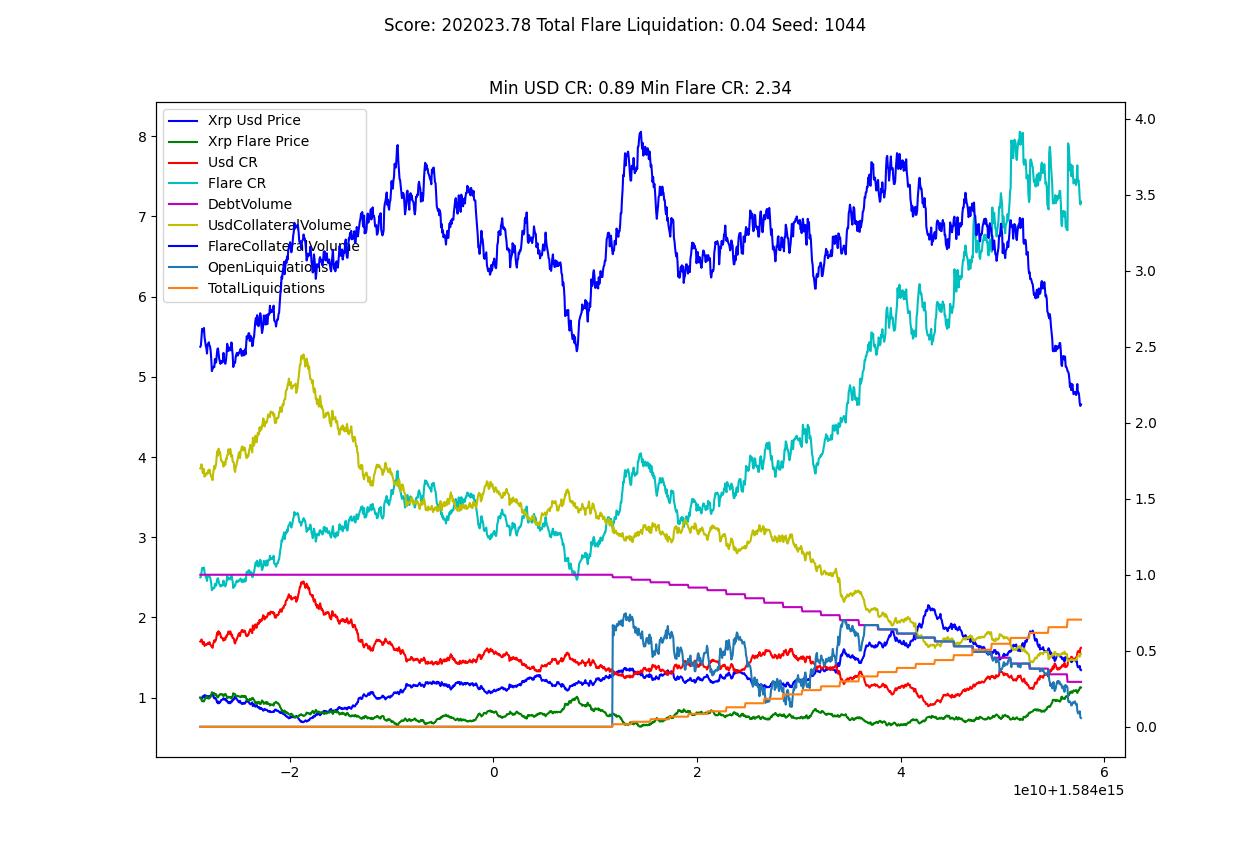 Score: 202023.78 Total Flare Liquidation: 0.04 Seed: 1044
Min USD CR: 0.89 Min Flare CR: 2.34
Xrp Usd Price
Xrp Flare Price
Usd CR
Flare CR
DebtVolume
UsdCollateralVolume
FlareCollateralVolume
OpenLiquidations
TotalLiquidations
8
7
6
5
4
3
2
1
4.0
3.5
3.0
2.5
2.0
1.5
1.0
0.5
0.0
−2
0
2
4
6
1e10+1.584e15